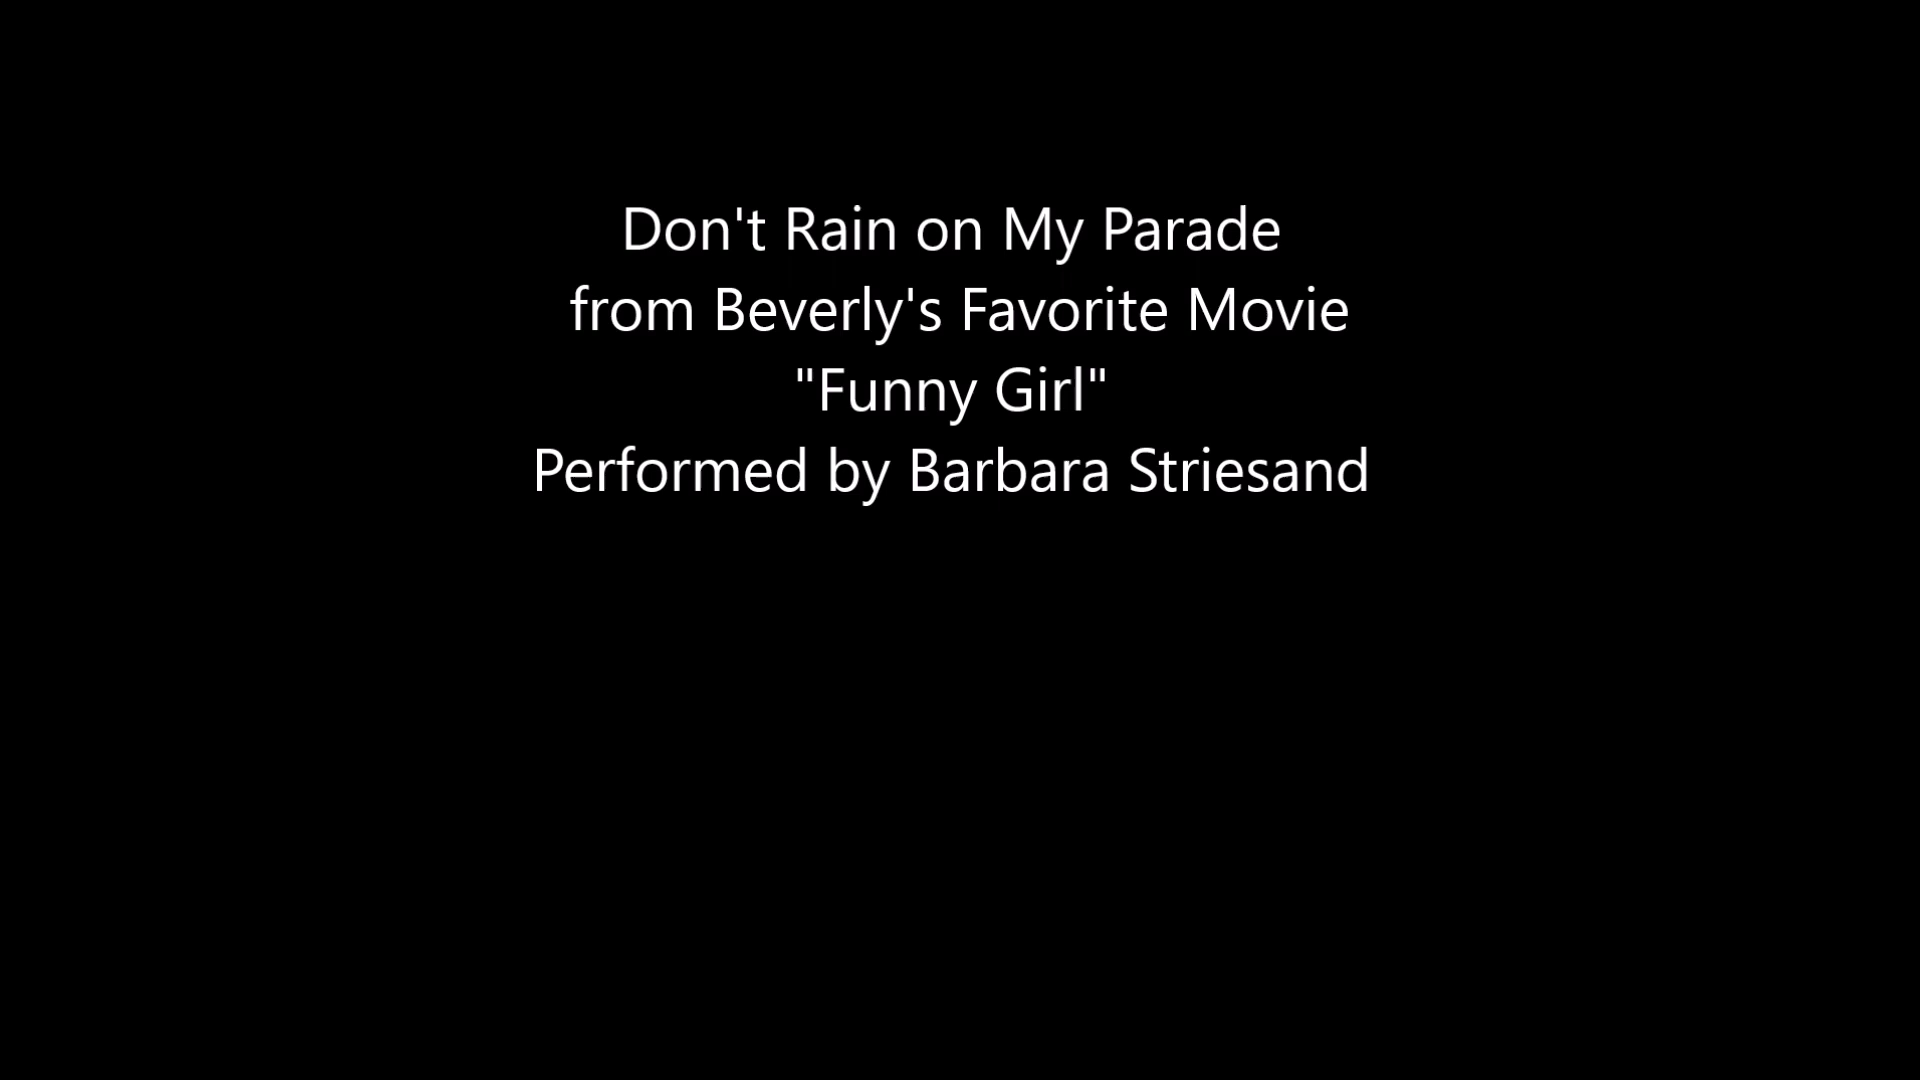 Don't Rain on My Parade
from Beverly's Favorite Movie
"Funny Girl"
Performed by Barbara Striesand